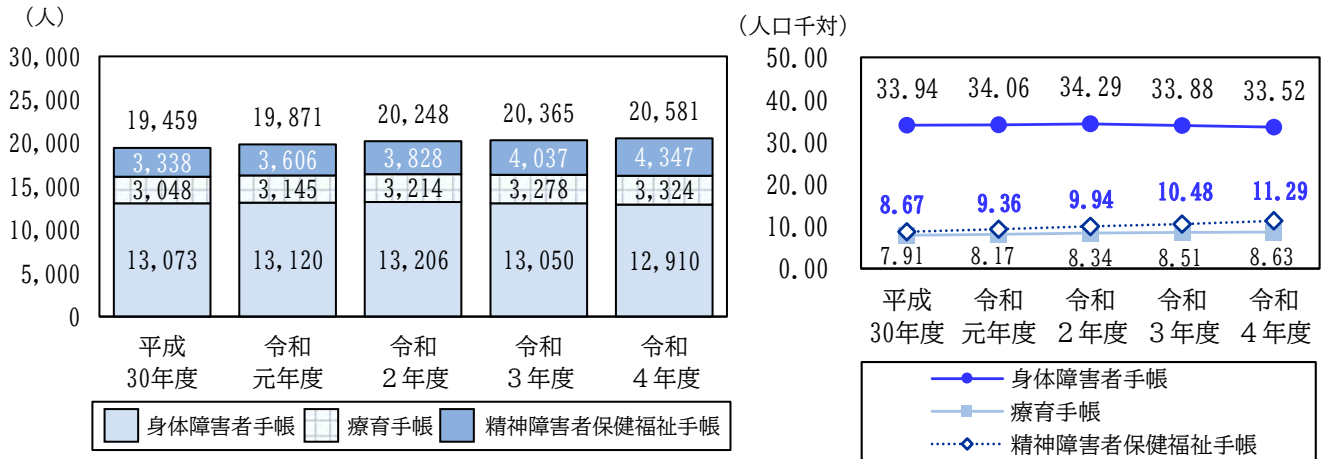 (人)
30,000
25,000
20,000
15,000
10,000
5,000
0
19,459 19,871 20,248 20,365 20,581
3,338 3,606 3,828 4,037 4,347
3,048 3,145 3,214 3,278 3,324
13,073 13,120 13,206 13,050 12,910
平成 令和 令和 令和 令和
30年度 元年度 2年度 3年度 4年度
身体障害者手帳 療育手帳 精神障害者保健福祉手帳
(人口千対)
50.00
40.00
30.00
20.00
10.00
0.00
33.94 34.06 34.29 33.88 33.52
8.67 9.36 9.94 10.48 11.29
7.91 8.17 8.34 8.51 8.63
平成 令和 令和 令和 令和
30年度 元年度 2年度 3年度 4年度
身体障害者手帳
療育手帳
精神障害者保健福祉手帳